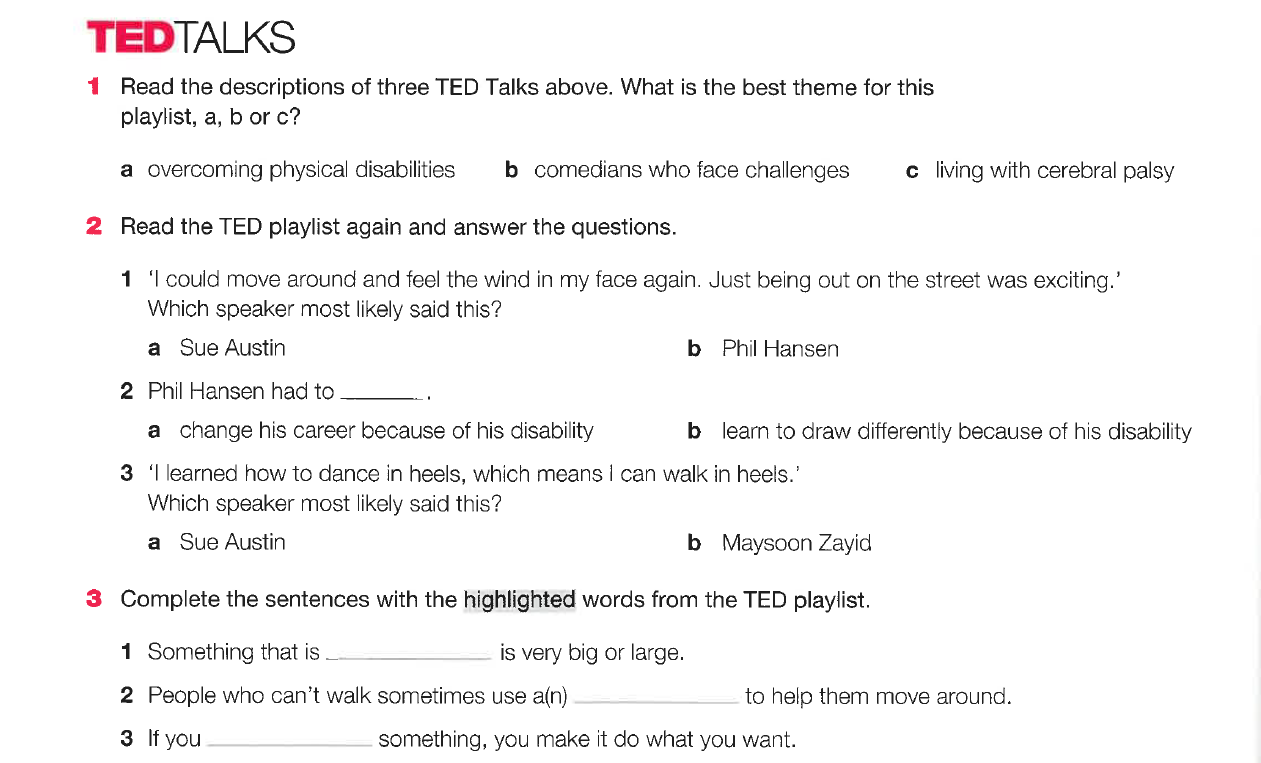 TEDTALKS
1 Read the descriptions of three TED Talks above. What is the best theme for this
playlist, a, b or c?
a overcoming physical disabilities b comedians who face challenges c living with cerebral palsy
2 Read the TED playlist again and answer the questions.
1 ‘I could move around and feel the wind in my face again. Just being out on the street was exciting.’
Which speaker most likely said this?
a Sue Austin b Phil Hansen
2 Phil Hansen had to _______ .
a change his career because of his disability b learn to draw differently because of his disability
3 ‘I learned how to dance in heels, which means I can walk in heels.’
Which speaker most likely said this?
a Sue Austin b Maysoon Zayid
3 Complete the sentences with the highlighted words from the TED playlist.
1 Something that is ______________ is very big or large.
2 People who can’t walk sometimes use a(n) ______________ to help them move around.
3 If you ______________ something, you make it do what you want.